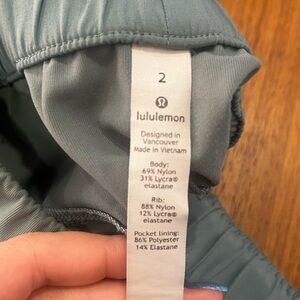 2
lululemon
Designed in
Vancouver
Made in Vietnam
Body:
69% Nylon
31% Lycra®
elastane
Rib:
88% Nylon
12% Lycra®
elastane
Pocket lining:
86% Polyester
14% Elastane